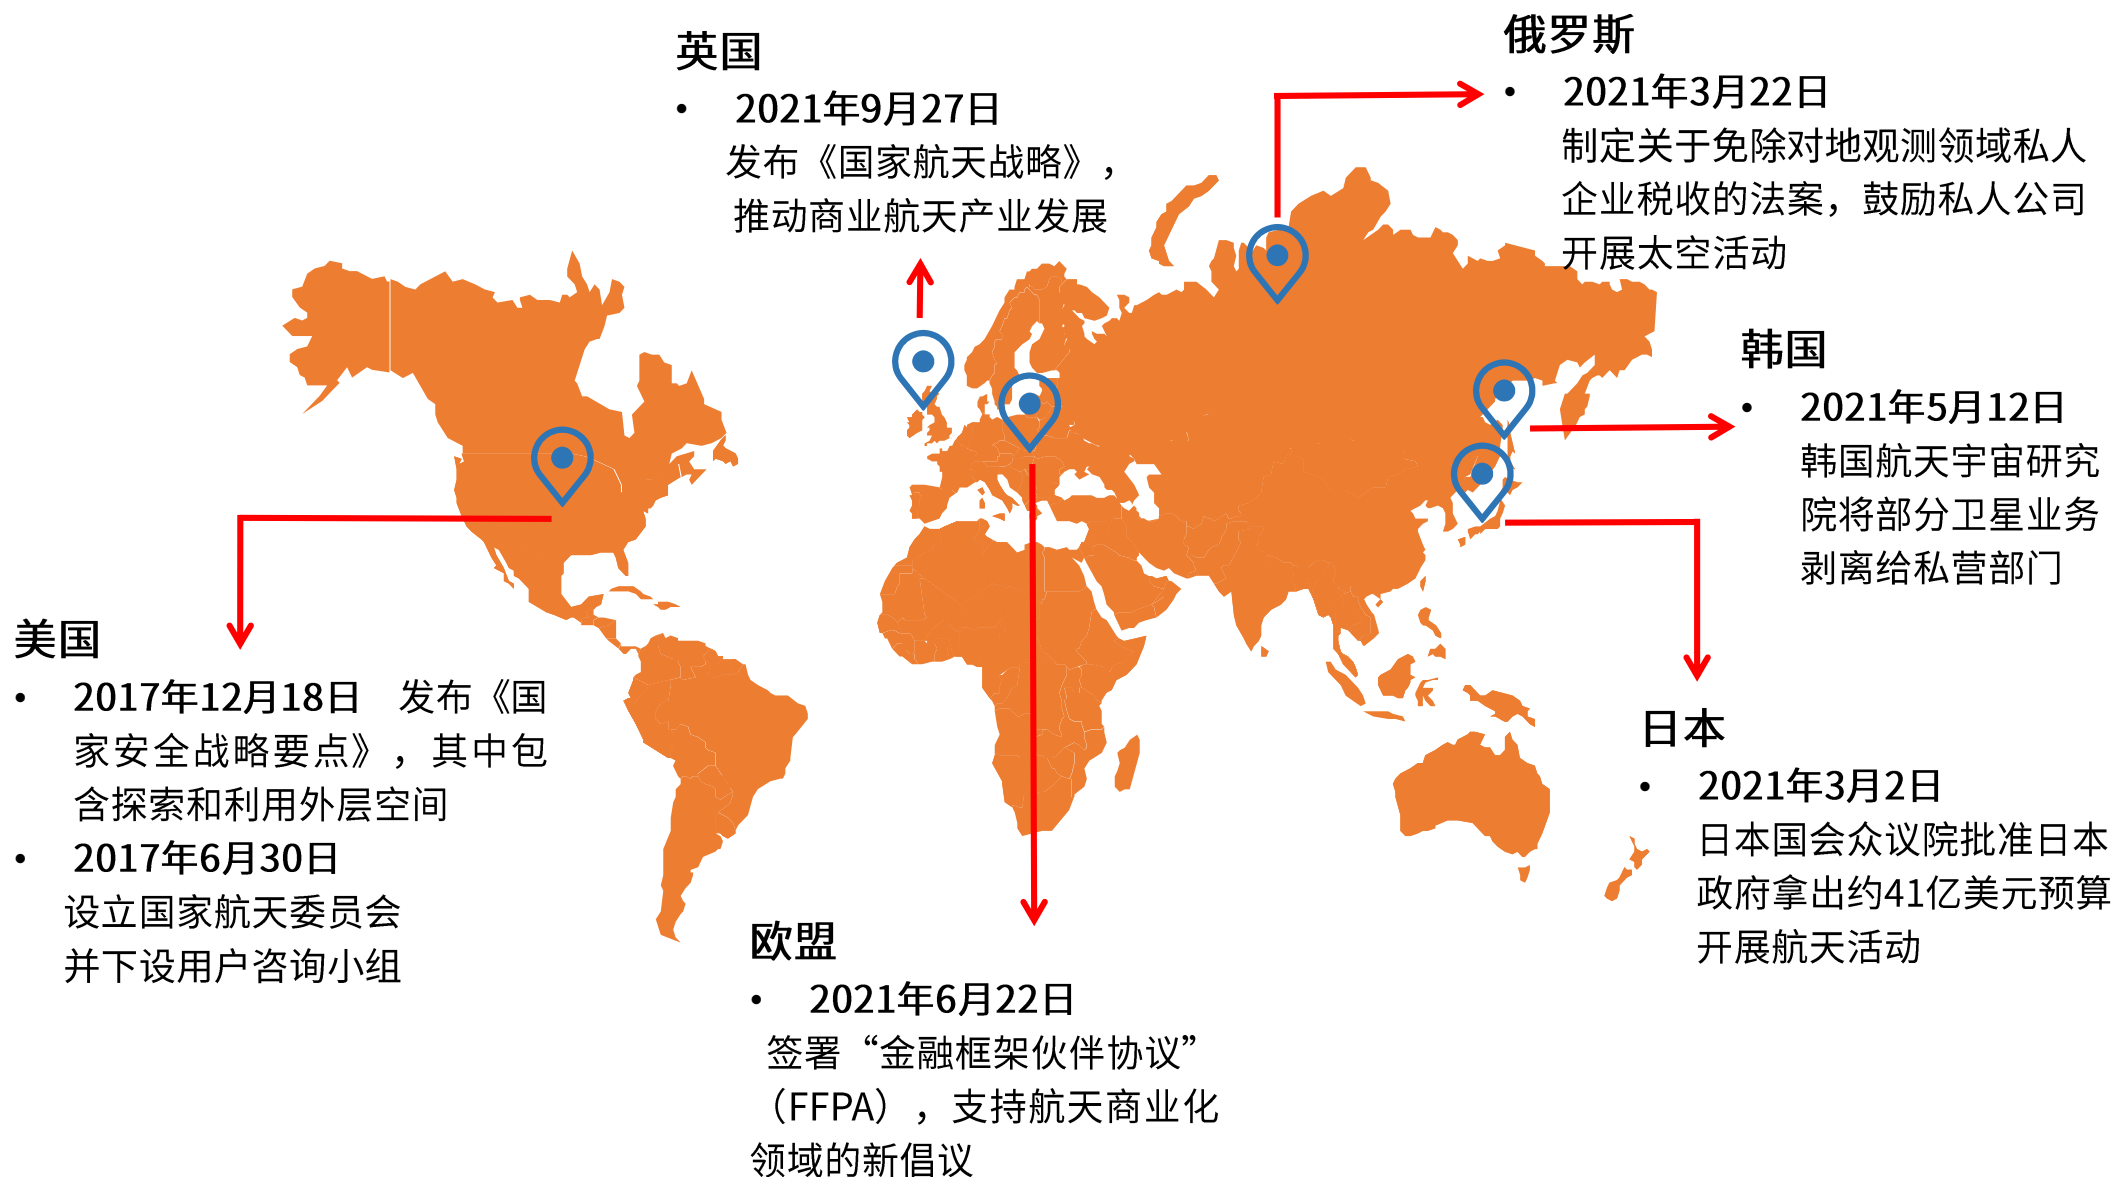 英国
• 2021年9月27日
发布《国家航天战略》，
推动商业航天产业发展
俄罗斯
• 2021年3月22日
制定关于免除对地观测领域私人
企业税收的法案，鼓励私人公司
开展太空活动
韩国
• 2021年5月12日
韩国航天宇宙研究
院将部分卫星业务
剥离给私营部门
美国
• 2017年12月18日 发布《国
家安全战略要点》，其中包
含探索和利用外层空间
• 2017年6月30日
设立国家航天委员会
并下设用户咨询小组
日本
• 2021年3月2日
日本国会众议院批准日本
政府拿出约41亿美元预算
开展航天活动
欧盟
• 2021年6月22日
签署“金融框架伙伴协议”
（FFPA），支持航天商业化
领域的新倡议